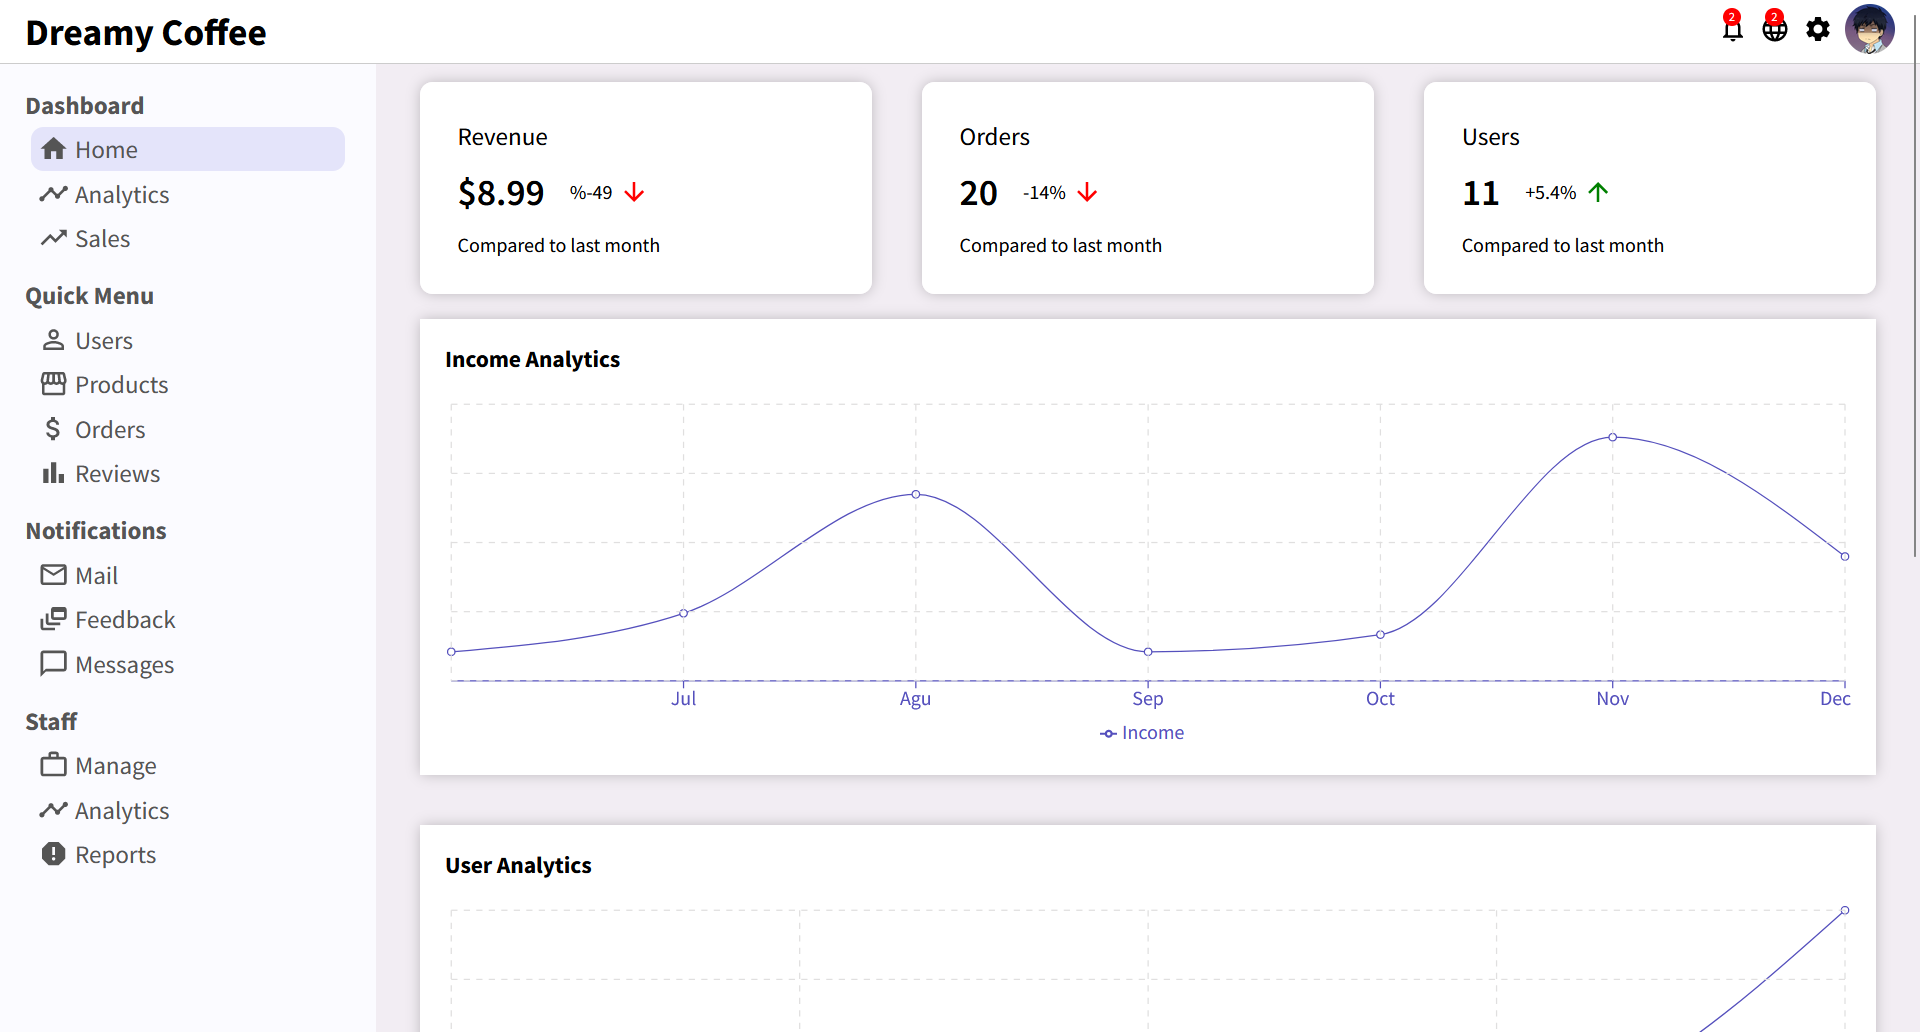 Dreamy Coffee
2
2
Dashboard
Home
Analytics
Sales
Quick Menu
Users
Products
Orders
Reviews
Notifications
Mail
Feedback
Messages
Staff
Manage
Analytics
Reports
Revenue
$8.99 %-49
Compared to last month
Orders
20 -14%
Compared to last month
Users
11 +5.4%
Compared to last month
Income Analytics
Jul Agu Sep Oct Nov Dec
Income
User Analytics